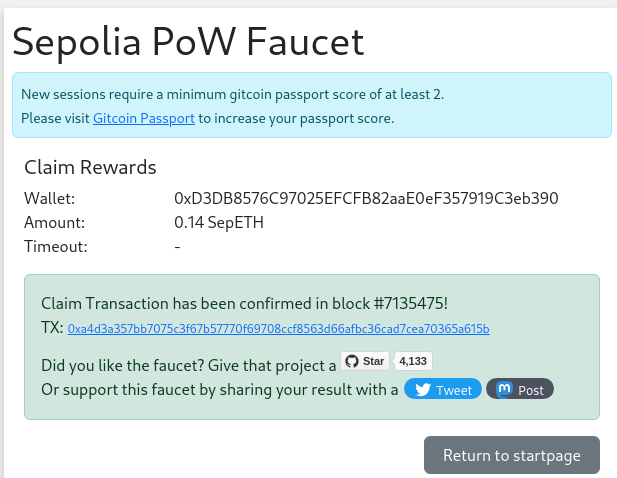 Sepolia PoW Faucet
New sessions require a minimum gitcoin passport score of at least 2.
Please visit Gitcoin Passport to increase your passport score.
Claim Rewards
Wallet: 0xD3DB8576C97025EFCFB82aaE0eF357919C3eb390
Amount: 0.14 SepETH
Timeout: -
Claim Transaction has been confirmed in block #7135475!
TX: 0xa4d3a357bb7075c3f67b57770f69708ccf8563d66afbc36cad7cea70365a615b
Did you like the faucet? Give that project a Star 4,133
Or support this faucet by sharing your result with a Tweet Post
Return to startpage